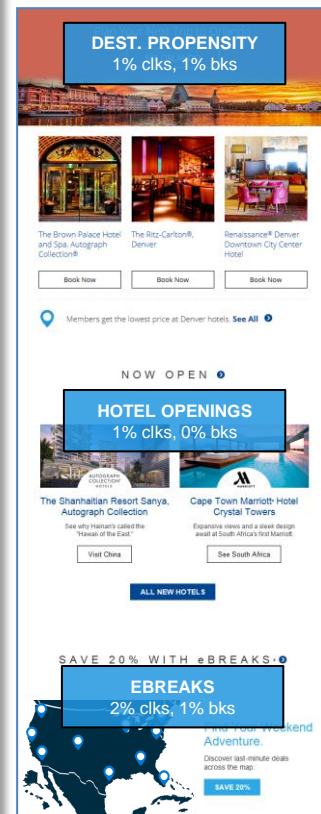 DEST. PROPENSITY
1% clks, 1% bks
The Brown Palace Hotel
and Spa, Autograph
Collection®
The Ritz-Carlton®,
Denver
Renaissance® Denver
Downtown City Center
Hotel
Book Now
Book Now
Book Now
Members get the lowest price at Denver hotels. See All
NOW OPEN
HOTEL OPENINGS
1% clks, 0% bks
AUTOGRAPH
COLLECTION®
HOTELS
MARRIOTT
The Shanhaitian Resort Sanya,
Autograph Collection
Cape Town Marriott® Hotel
Crystal Towers
See why Hainan's called the
"Hawaii of the East."
Expansive views and a sleek design
await at South Africa's first Marriott.
Visit China
See South Africa
ALL NEW HOTELS
SAVE 20% WITH eBREAKS®
EBREAKS
2% clks, 1% bks
Find Your Weekend
Adventure.
Discover last-minute deals
across the map.
SAVE 20%